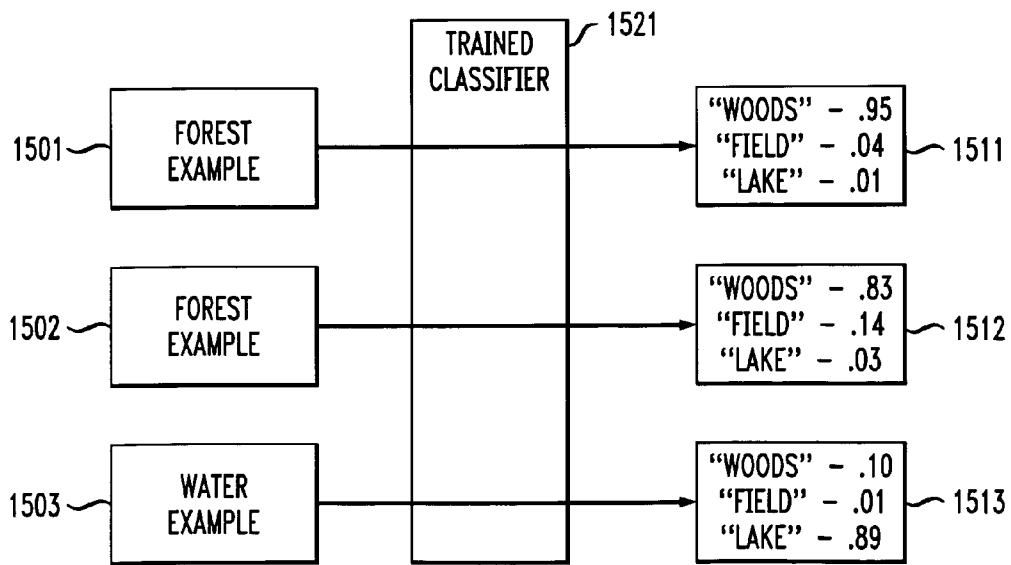 1521
TRAINED
CLASSIFIER
1501
FOREST
EXAMPLE
“WOODS” – .95
“FIELD” – .04
“LAKE” – .01
1511
1502
FOREST
EXAMPLE
“WOODS” – .83
“FIELD” – .14
“LAKE” – .03
1512
1503
WATER
EXAMPLE
“WOODS” – .10
“FIELD” – .01
“LAKE” – .89
1513